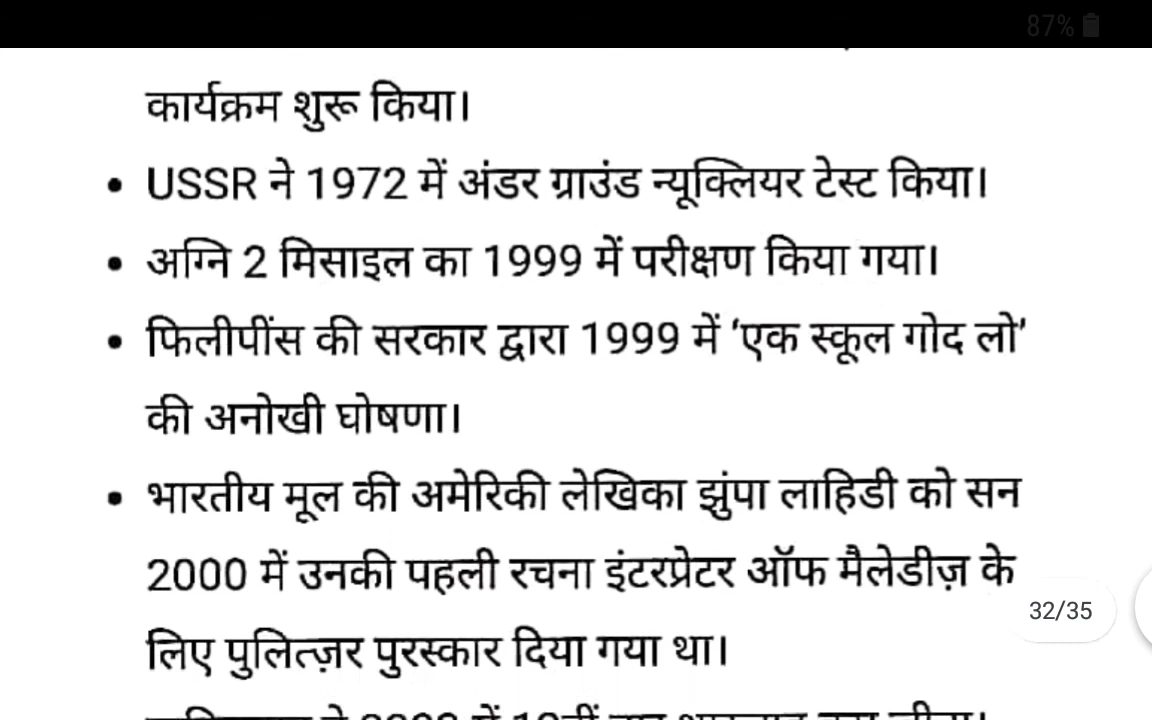 87%
कार्यक्रम शुरू किया।
• USSR ने 1972 में अंडर ग्राउंड न्यूक्लियर टेस्ट किया।
• अग्नि 2 मिसाइल का 1999 में परीक्षण किया गया।
• फिलीपींस की सरकार द्वारा 1999 में ‘एक स्कूल गोद लो’
की अनोखी घोषणा।
• भारतीय मूल की अमेरिकी लेखिका झुंपा लाहिडी को सन
2000 में उनकी पहली रचना इंटरप्रेटर ऑफ मैलेडीज़ के
32/35
लिए पुलित्ज़र पुरस्कार दिया गया था।